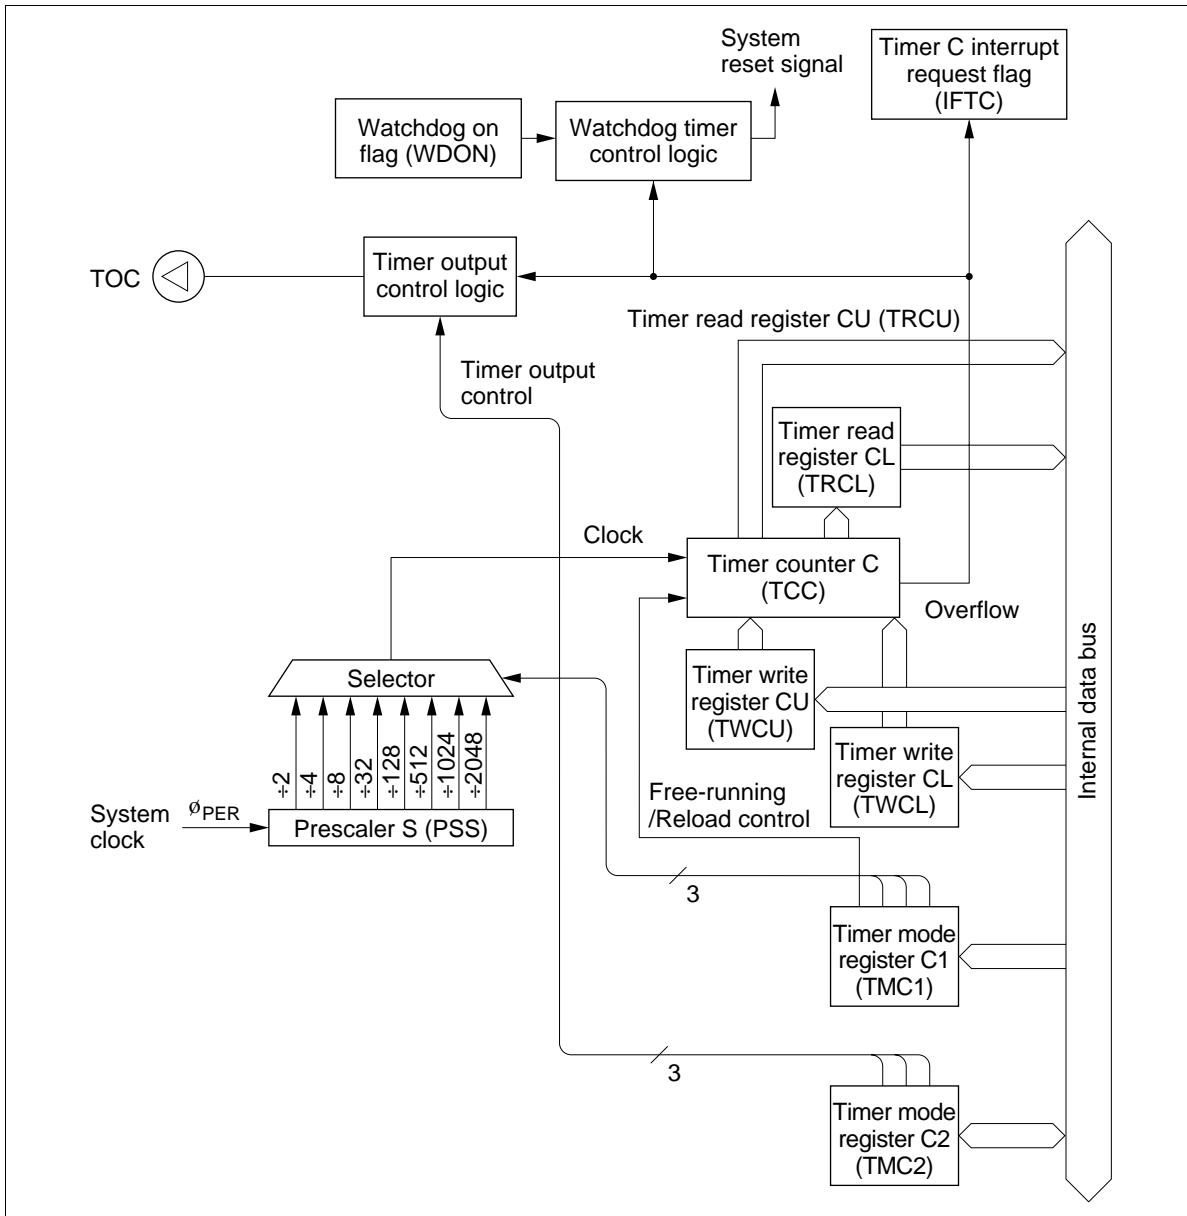 System
reset signal
Timer C interrupt
request flag
(IFTC)
Watchdog on
flag (WDON)
Watchdog timer
control logic
TOC
Timer output
control logic
Timer read register CU (TRCU)
Timer output
control
Timer read
register CL
(TRCL)
Clock
Timer counter C
(TCC)
Overflow
Internal data bus
Selector
Timer write
register CU
(TWCU)
÷2
÷4
÷8
÷32
÷128
÷512
÷1024
÷2048
Timer write
register CL
(TWCL)
System
clock
øPER
Prescaler S (PSS)
Free-running
/Reload control
3
Timer mode
register C1
(TMC1)
3
Timer mode
register C2
(TMC2)